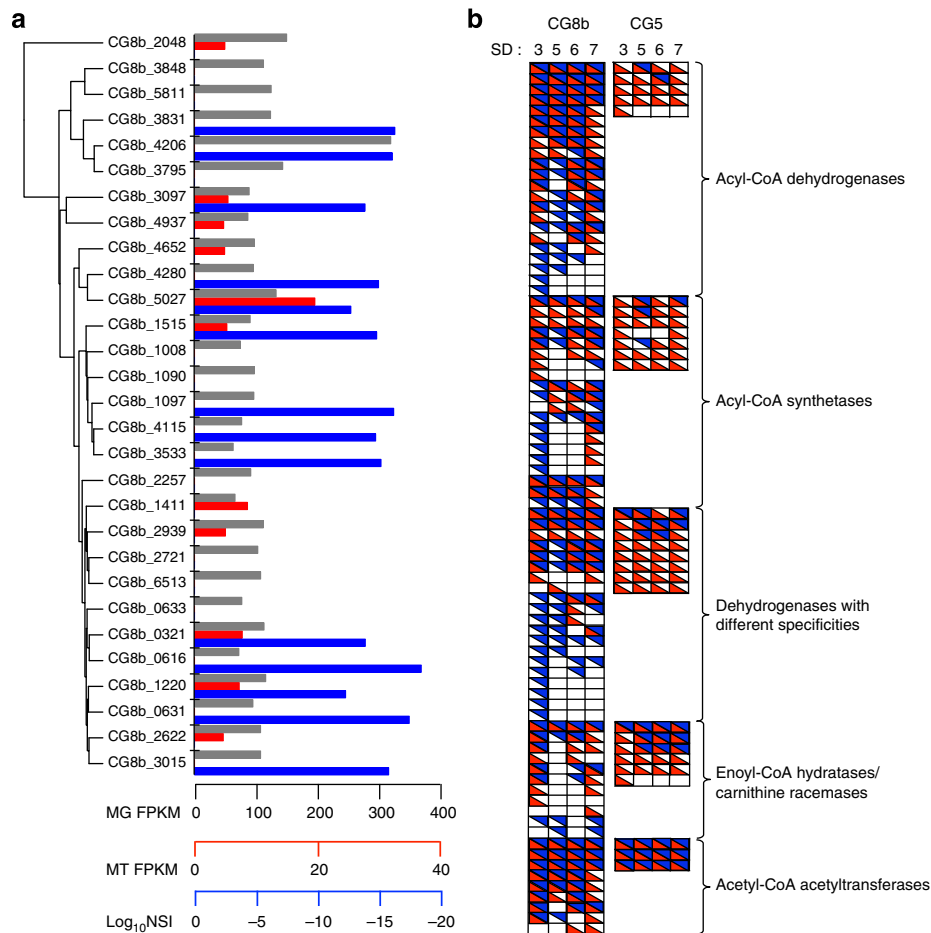 a
CG8b_2048
CG8b_3848
CG8b_5811
CG8b_3831
CG8b_4206
CG8b_3795
CG8b_3097
CG8b_4937
CG8b_4652
CG8b_4280
CG8b_5027
CG8b_1515
CG8b_1008
CG8b_1090
CG8b_1097
CG8b_4115
CG8b_3533
CG8b_2257
CG8b_1411
CG8b_2939
CG8b_2721
CG8b_6513
CG8b_0633
CG8b_0321
CG8b_0616
CG8b_1220
CG8b_0631
CG8b_2622
CG8b_3015
MG FPKM 0 100 200 300 400
MT FPKM 0 20 40
Log10NSI 0 –5 –10 –15 –20
b
CG8b CG5
SD : 3 5 6 7 3 5 6 7
Acyl-CoA dehydrogenases
Acyl-CoA synthetases
Dehydrogenases with
different specificities
Enoyl-CoA hydratases/
carnithine racemases
Acetyl-CoA acetyltransferases